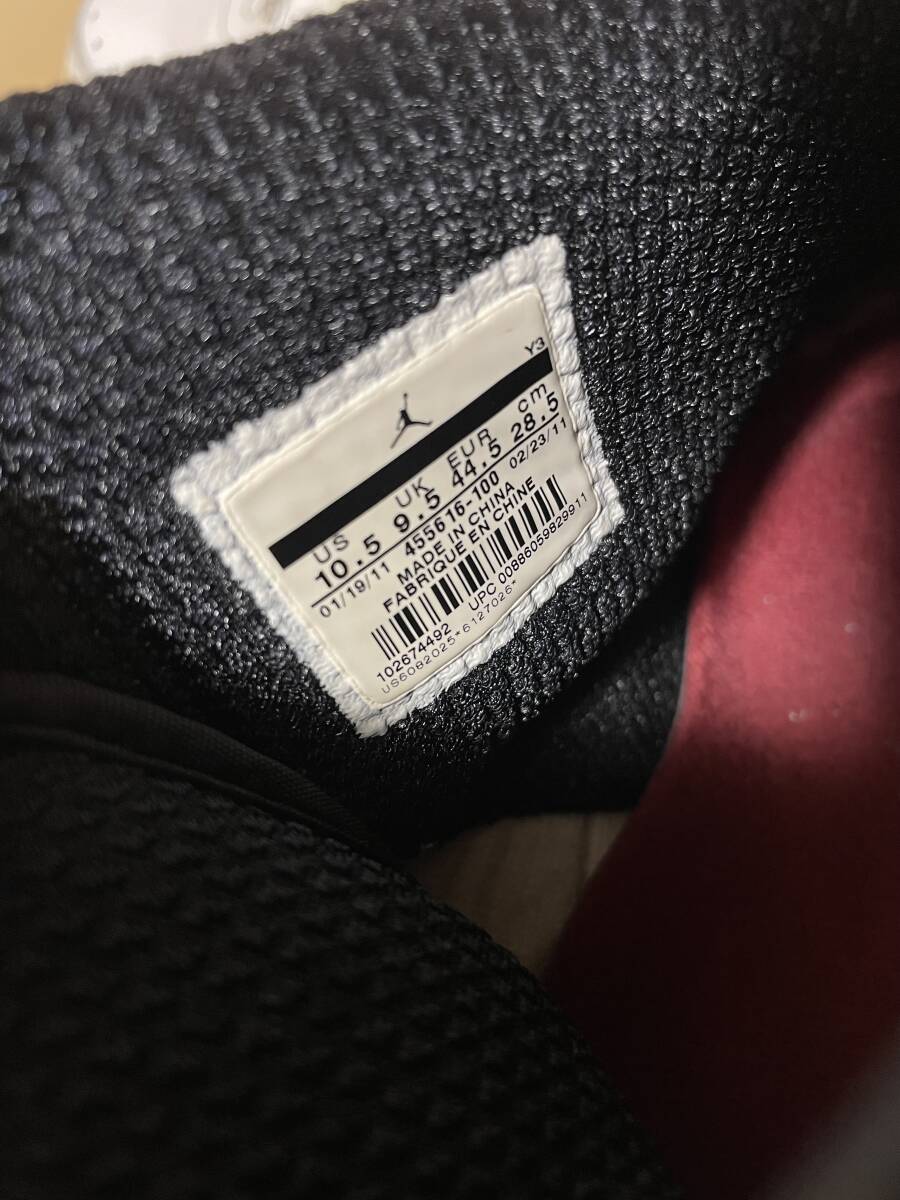 Y3
US UK EUR cm
10.5 9.5 44.5 28.5
01/19/11 455616-100 02/23/11
MADE IN CHINA
FABRIQUE EN CHINE
102674492 UPC 00886059829911
US6082025*6127026*